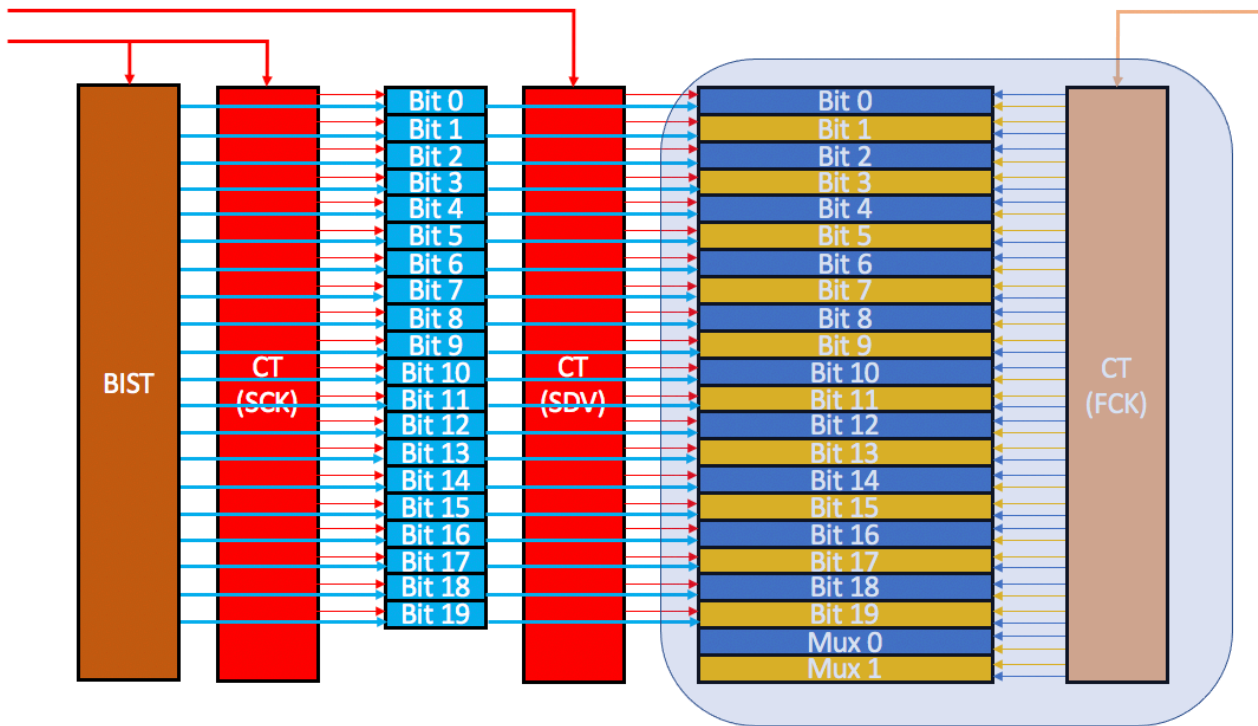 BIST
CT
(SCK)
Bit 0
Bit 1
Bit 2
Bit 3
Bit 4
Bit 5
Bit 6
Bit 7
Bit 8
Bit 9
Bit 10
Bit 11
Bit 12
Bit 13
Bit 14
Bit 15
Bit 16
Bit 17
Bit 18
Bit 19
CT
(SDV)
Bit 0
Bit 1
Bit 2
Bit 3
Bit 4
Bit 5
Bit 6
Bit 7
Bit 8
Bit 9
Bit 10
Bit 11
Bit 12
Bit 13
Bit 14
Bit 15
Bit 16
Bit 17
Bit 18
Bit 19
Mux 0
Mux 1
CT
(FCK)